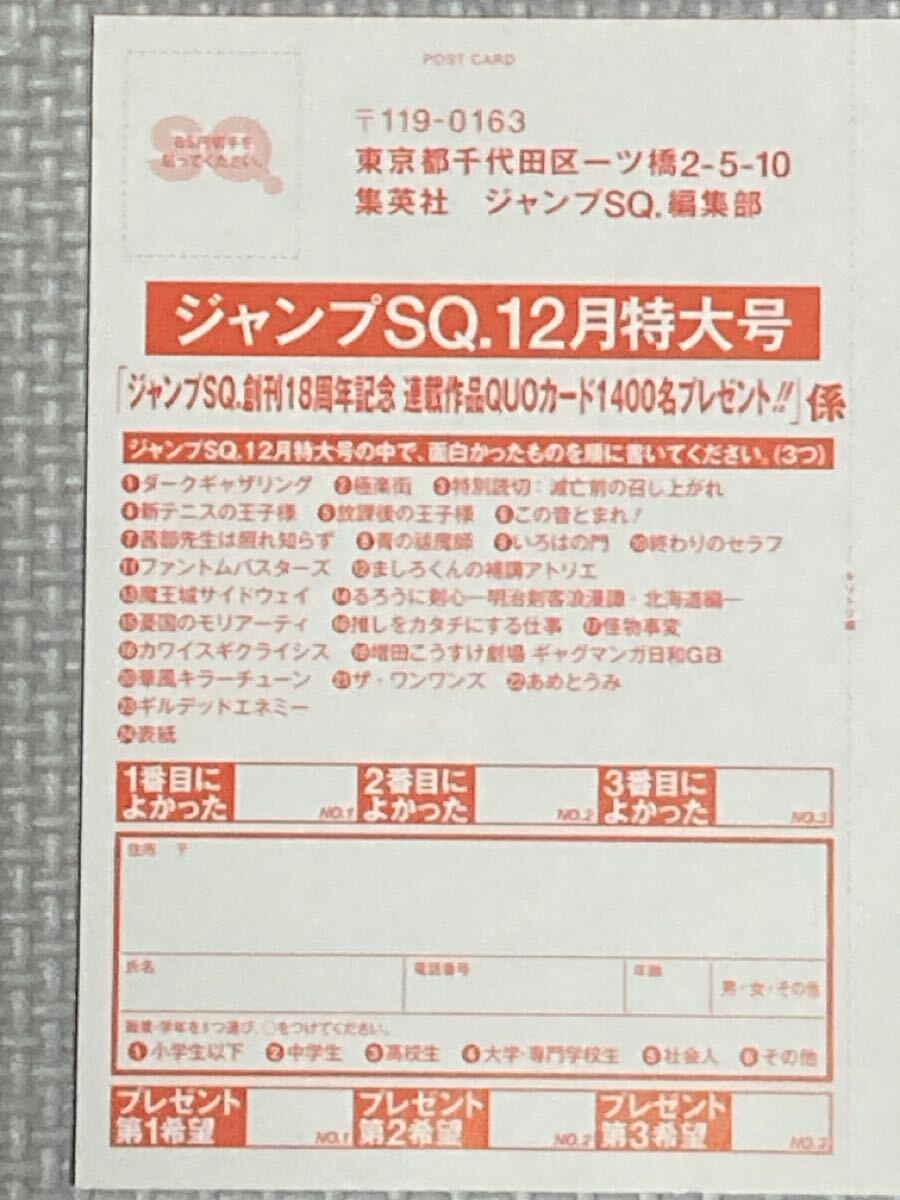 POST CARD
SQ.
85円切手を
貼ってください。
〒119-0163
東京都千代田区一ツ橋2-5-10
集英社 ジャンプSQ.編集部
ジャンプSQ.12月特大号
「ジャンプSQ.創刊18周年記念 連載作品QUOカード1400名プレゼント!!」係
ジャンプSQ.12月特大号の中で、面白かったものを順に書いてください。(3つ)
❶ダークギャザリング ❷極楽街 ❸特別読切:滅亡前の召し上がれ
❹新テニスの王子様 ❺放課後の王子様 ❻この音とまれ!
❼茜部先生は照れ知らず ❽青の祓魔師 ❾いろはの門 ❿終わりのセラフ
⓫ファントムバスターズ ⓬ましろくんの補講アトリエ
⓭魔王城サイドウェイ ⓮るろうに剣心―明治剣客浪漫譚・北海道編―
⓯憂国のモリアーティ ⓰推しをカタチにする仕事 ⓱怪物事変
⓲カワイスギクライシス ⓳増田こうすけ劇場 ギャグマンガ日和GB
⓴華風キラーチューン ㉑ザ・ワンワンズ ㉒あめとうみ
㉓ギルデッドエネミー
㉔表紙
1番目に
よかった NO.1
2番目に
よかった NO.2
3番目に
よかった NO.3
住所 〒
氏名 電話番号 年齢 男・女・その他
職業・学年を1つ選び、○をつけてください。
❶小学生以下 ❷中学生 ❸高校生 ❹大学・専門学校生 ❺社会人 ❻その他
プレゼント
第1希望 NO.1
プレゼント
第2希望 NO.2
プレゼント
第3希望 NO.3